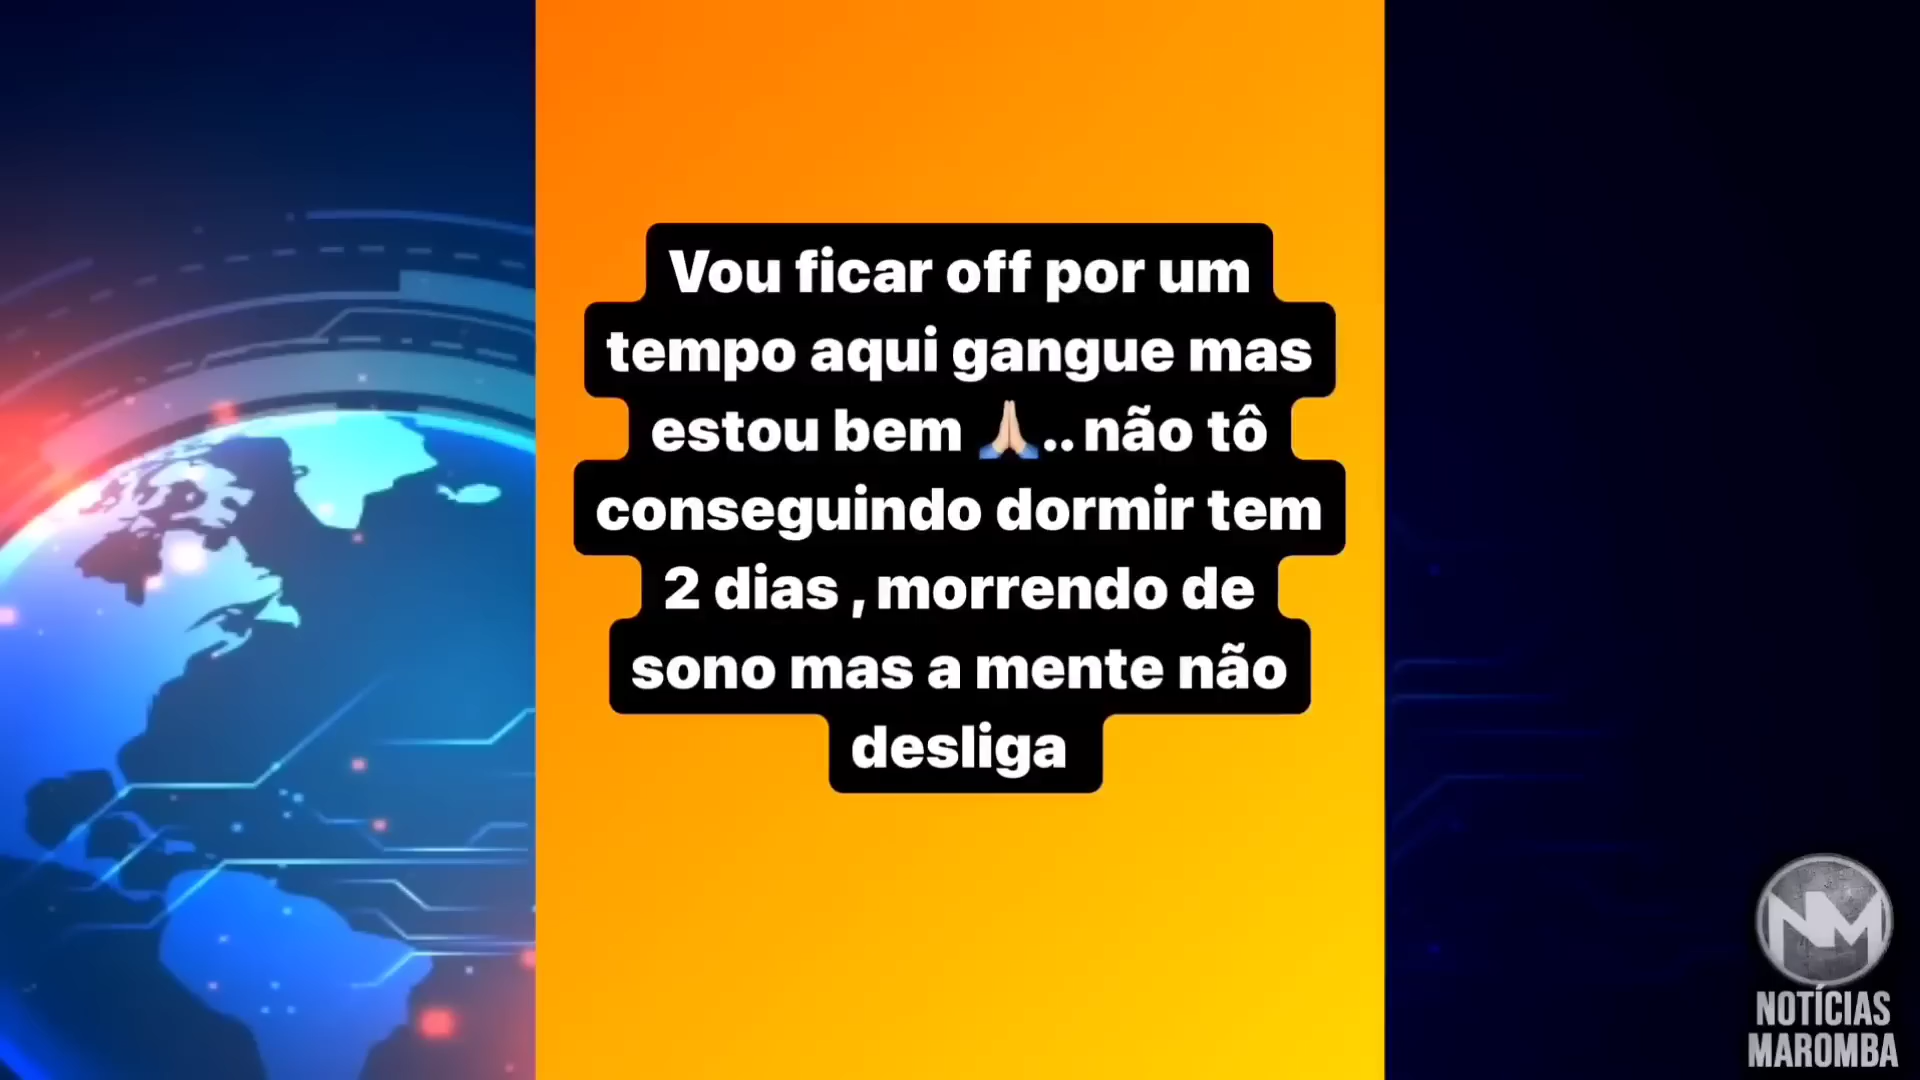 Vou ficar off por um
tempo aqui gangue mas
estou bem 🙏🏻.. não tô
conseguindo dormir tem
2 dias , morrendo de
sono mas a mente não
desliga
NM
NOTÍCIAS
MAROMBA